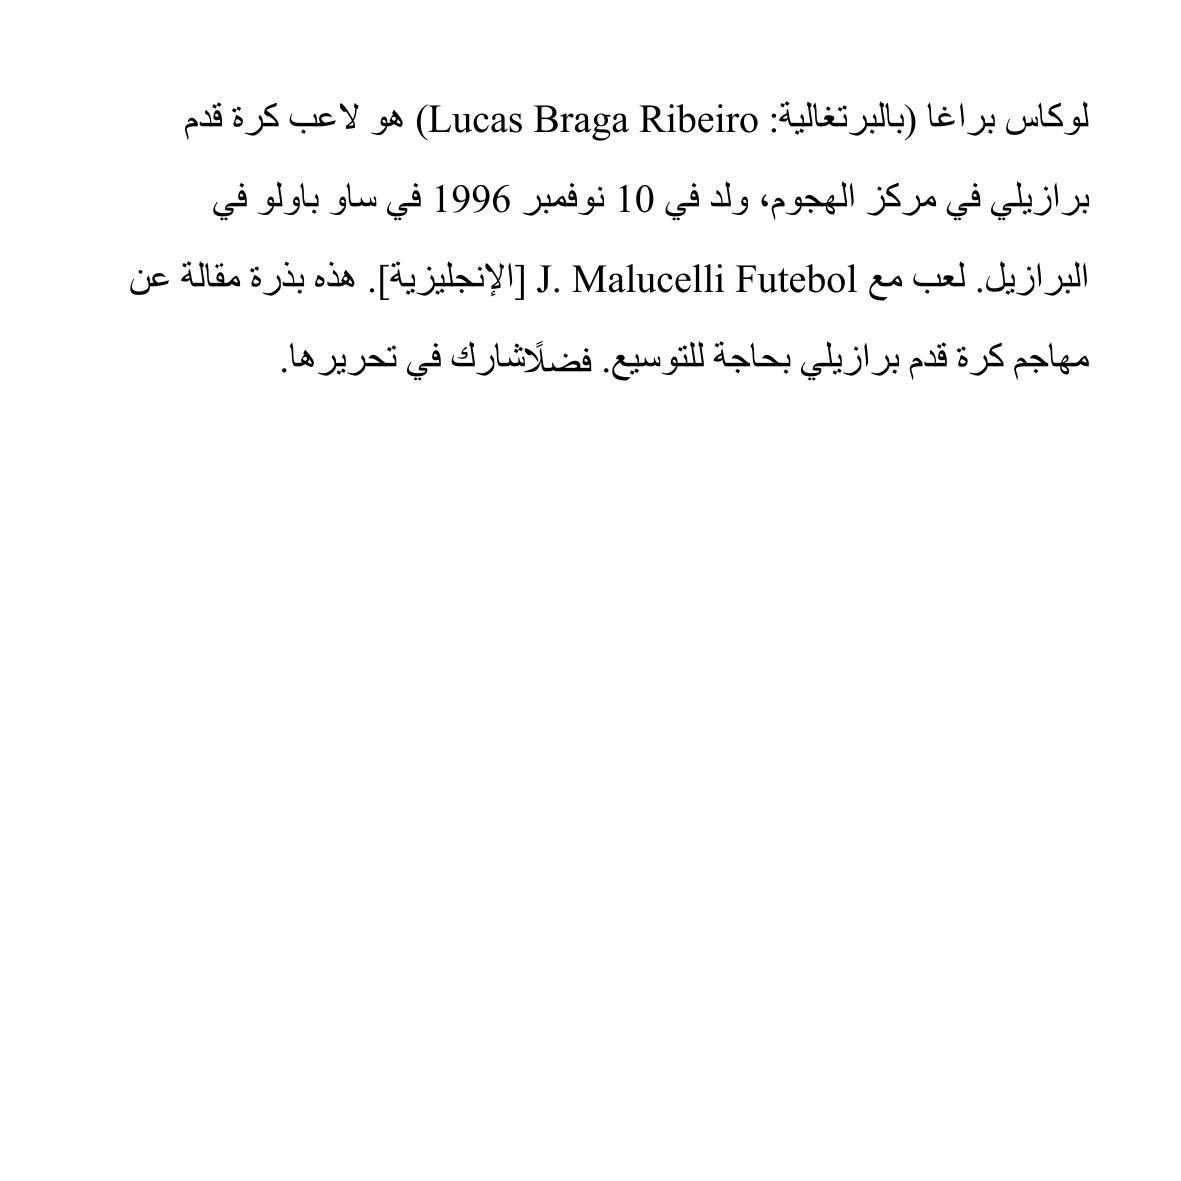 لوكاس براغا (بالبرتغالية: Lucas Braga Ribeiro) هو لاعب كرة قدم
برازيلي في مركز الهجوم، ولد في 10 نوفمبر 1996 في ساو باولو في
البرازيل. لعب مع J. Malucelli Futebol [الإنجليزية]. هذه بذرة مقالة عن
مهاجم كرة قدم برازيلي بحاجة للتوسيع. فضلًاشارك في تحريرها.